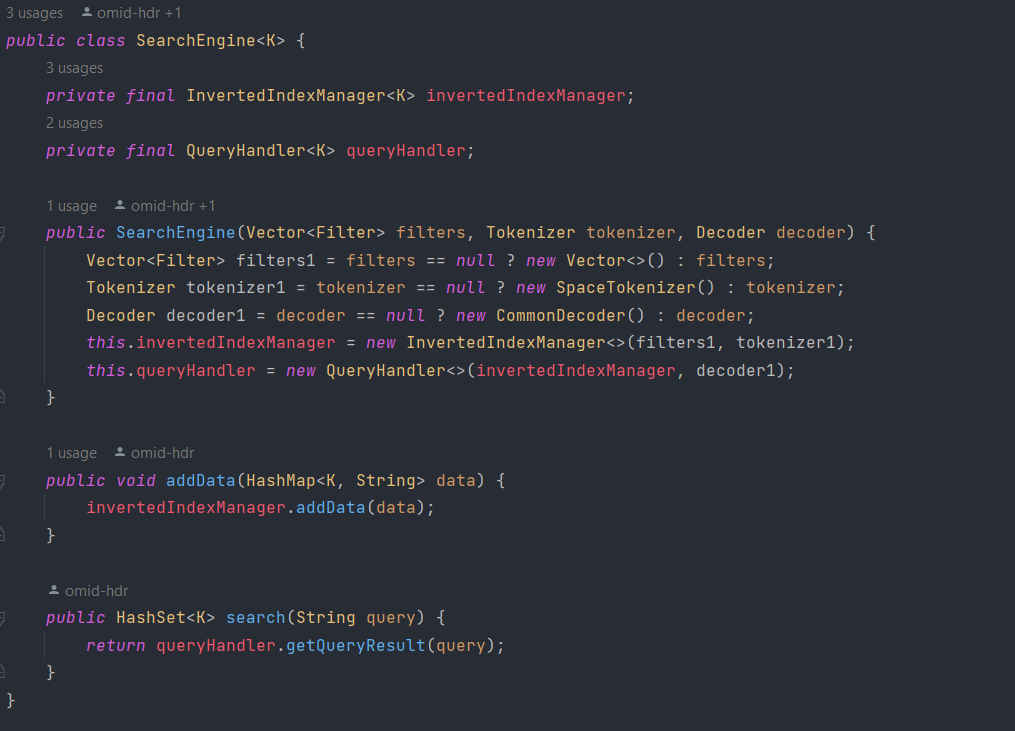 3 usages omid-hdr +1
public class SearchEngine<K> {
3 usages
private final InvertedIndexManager<K> invertedIndexManager;
2 usages
private final QueryHandler<K> queryHandler;
1 usage omid-hdr +1
public SearchEngine(Vector<Filter> filters, Tokenizer tokenizer, Decoder decoder) {
Vector<Filter> filters1 = filters == null ? new Vector<>() : filters;
Tokenizer tokenizer1 = tokenizer == null ? new SpaceTokenizer() : tokenizer;
Decoder decoder1 = decoder == null ? new CommonDecoder() : decoder;
this.invertedIndexManager = new InvertedIndexManager<>(filters1, tokenizer1);
this.queryHandler = new QueryHandler<>(invertedIndexManager, decoder1);
}
1 usage omid-hdr
public void addData(HashMap<K, String> data) {
invertedIndexManager.addData(data);
}
omid-hdr
public HashSet<K> search(String query) {
return queryHandler.getQueryResult(query);
}
}